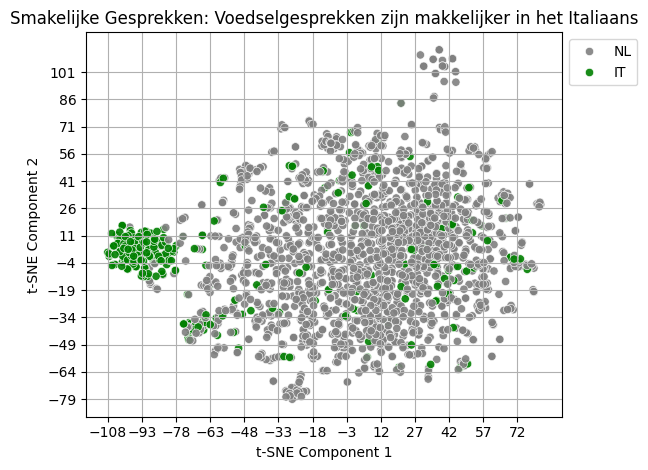 Smakelijke Gesprekken: Voedselgesprekken zijn makkelijker in het Italiaans
NL
IT
t-SNE Component 2
101
86
71
56
41
26
11
−4
−19
−34
−49
−64
−79
−108 −93 −78 −63 −48 −33 −18 −3 12 27 42 57 72
t-SNE Component 1